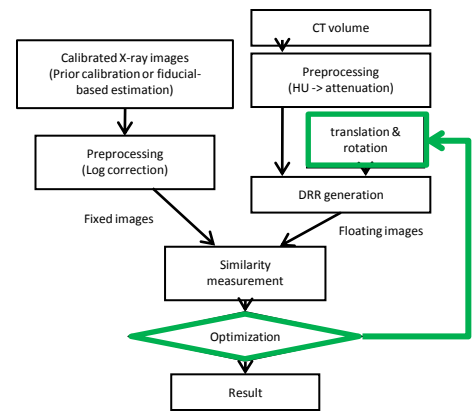 CT volume
Calibrated X-ray images
(Prior calibration or fiducial-
based estimation)
Preprocessing
(HU -> attenuation)
translation &
rotation
Preprocessing
(Log correction)
DRR generation
Fixed images
Floating images
Similarity
measurement
Optimization
Result